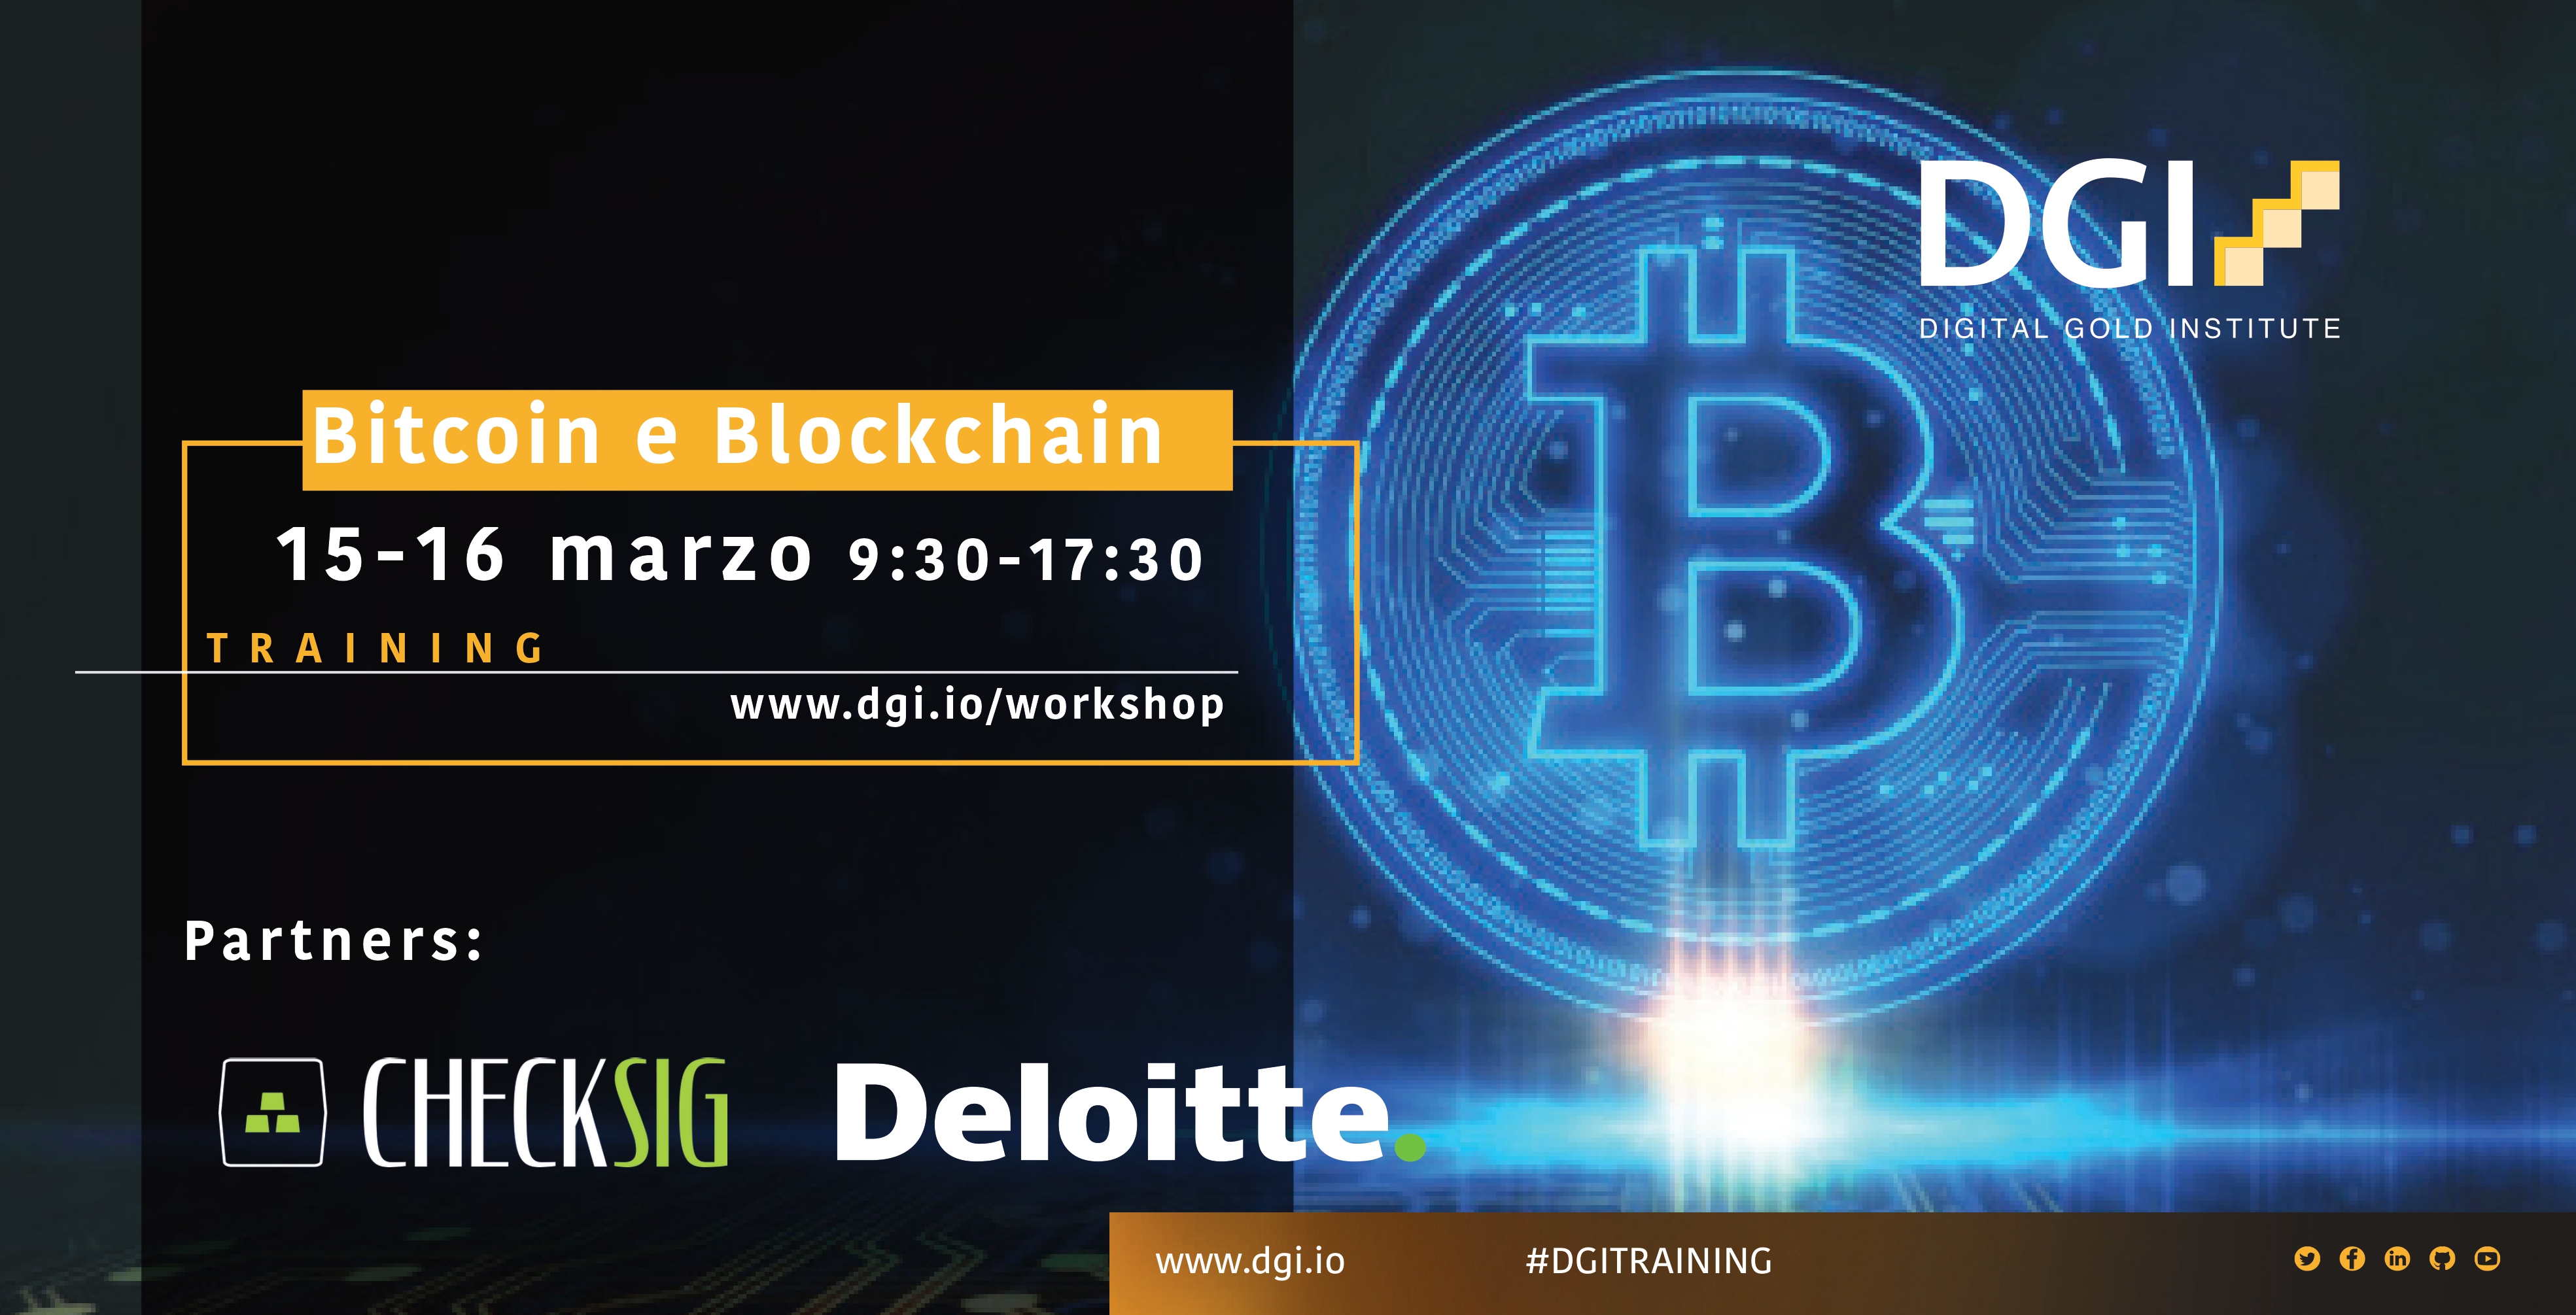 DGI
DIGITAL GOLD INSTITUTE
Bitcoin e Blockchain
15-16 marzo 9:30-17:30
TRAINING
www.dgi.io/workshop
Partners:
CHECKSIG
Deloitte.
www.dgi.io
#DGITRAINING